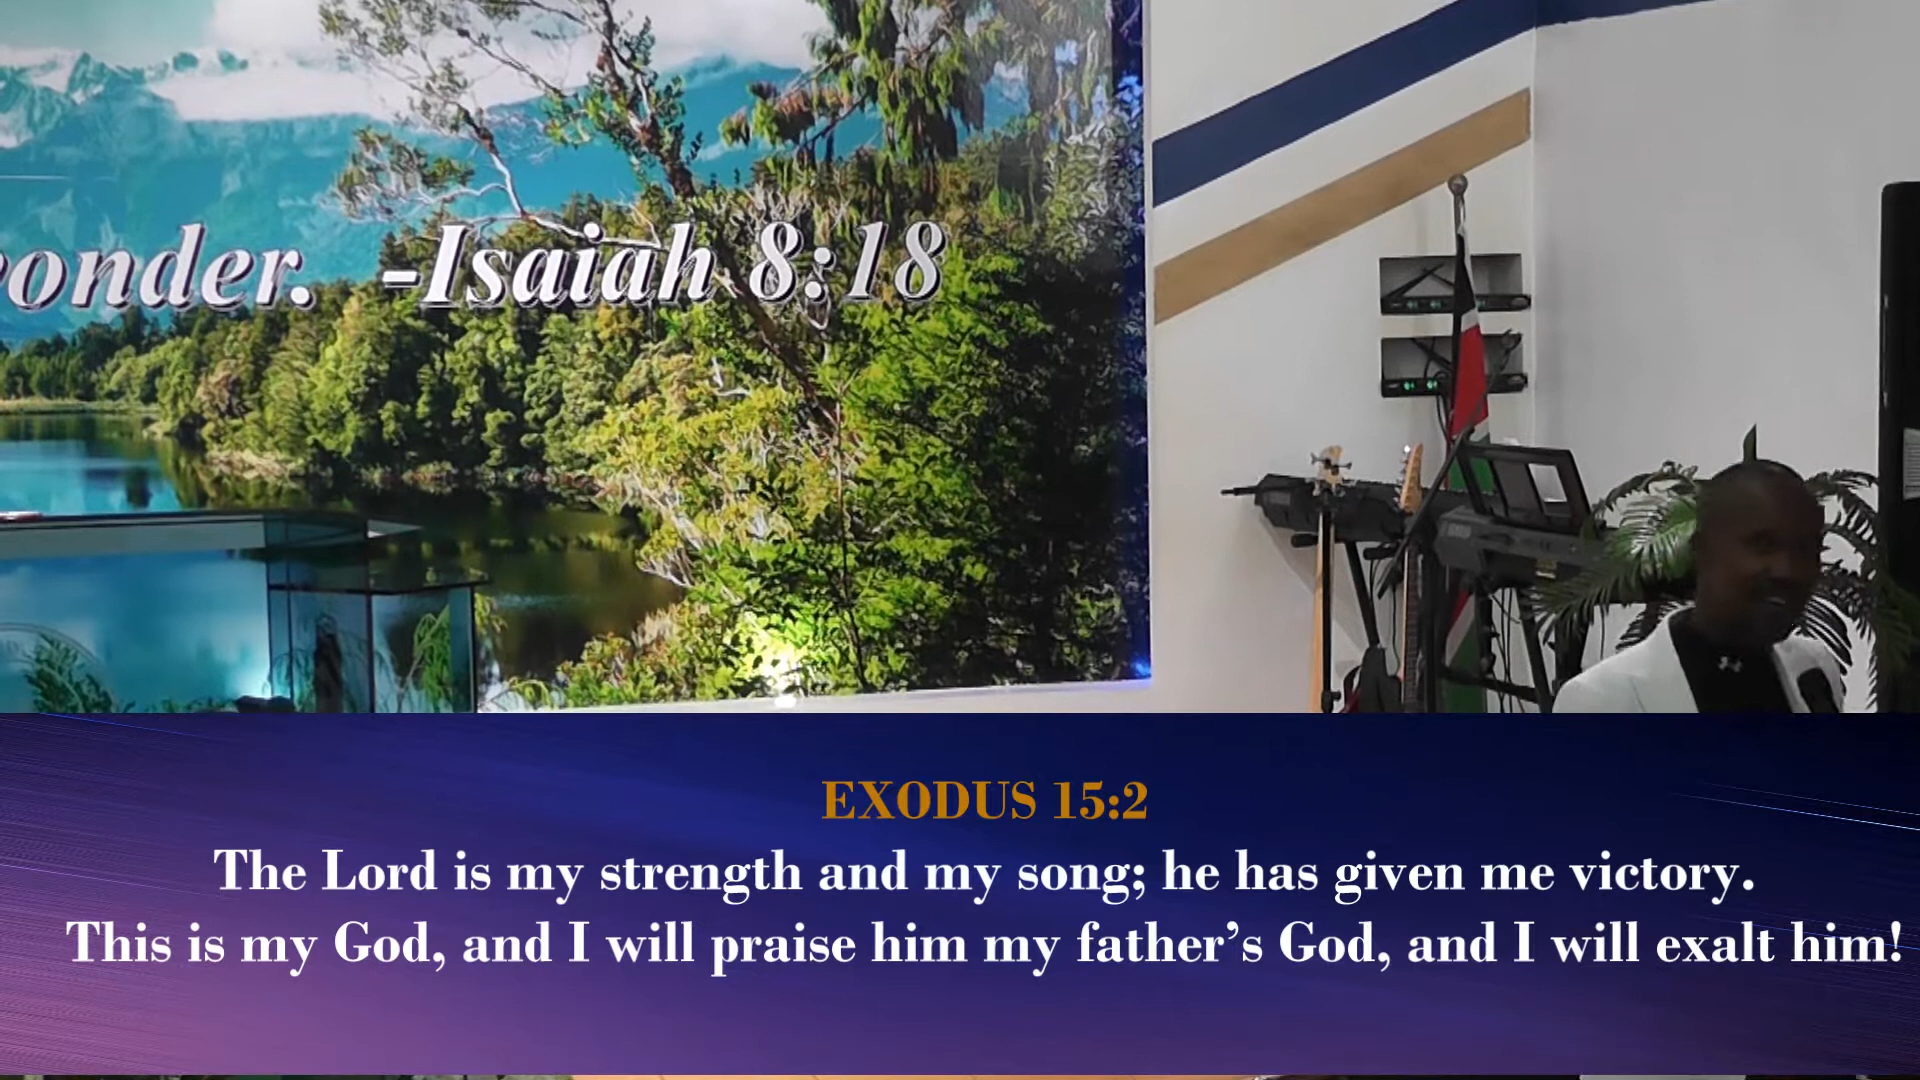 -Isaiah 8:18
EXODUS 15:2
The Lord is my strength and my song; he has given me victory.
This is my God, and I will praise him my father’s God, and I will exalt him!